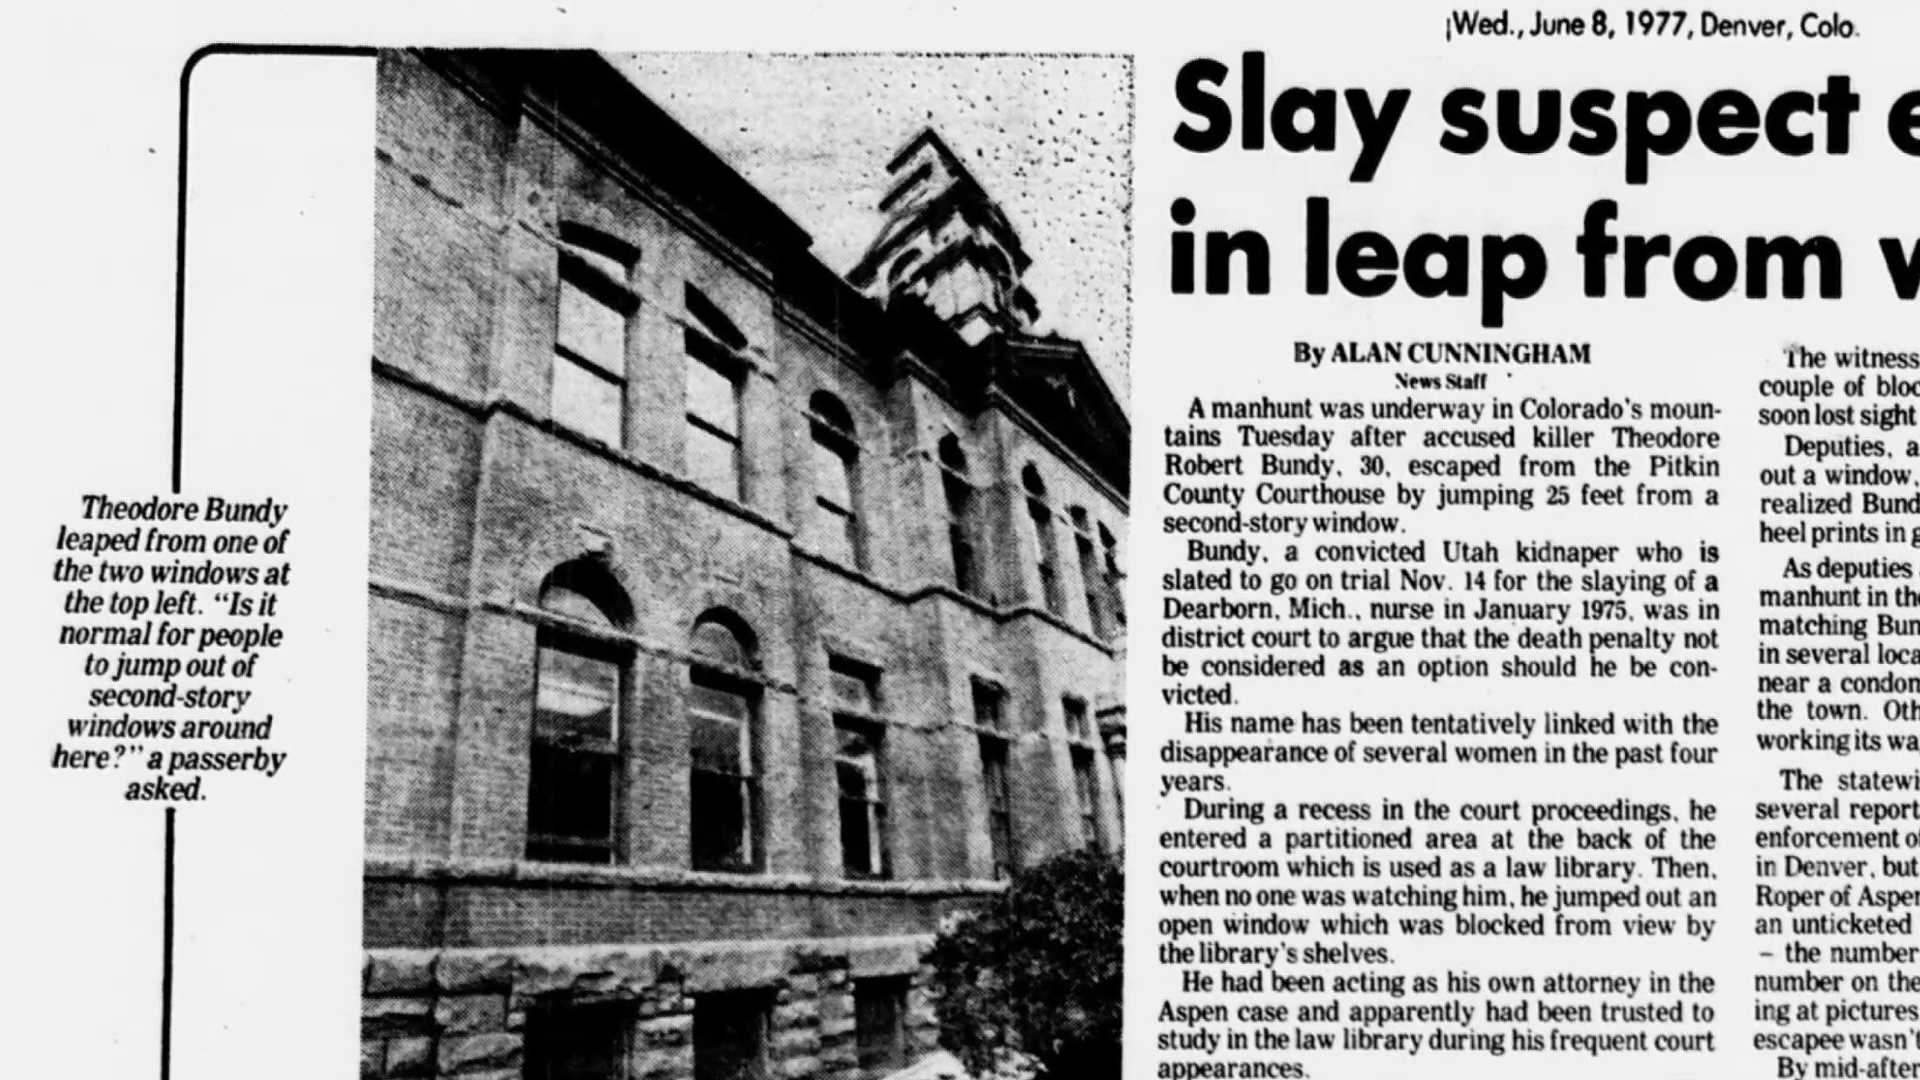 Wed., June 8, 1977, Denver, Colo.
Slay suspect
in leap from
By ALAN CUNNINGHAM
News Staff
A manhunt was underway in Colorado's moun-
tains Tuesday after accused killer Theodore
Robert Bundy, 30, escaped from the Pitkin
County Courthouse by jumping 25 feet from a
second-story window.
Bundy, a convicted Utah kidnaper who is
slated to go on trial Nov. 14 for the slaying of a
Dearborn, Mich., nurse in January 1975, was in
district court to argue that the death penalty not
be considered as an option should he be con-
victed.
His name has been tentatively linked with the
disappearance of several women in the past four
years.
During a recess in the court proceedings, he
entered a partitioned area at the back of the
courtroom which is used as a law library. Then,
when no one was watching him, he jumped out an
open window which was blocked from view by
the library's shelves.
He had been acting as his own attorney in the
Aspen case and apparently had been trusted to
study in the law library during his frequent court
appearances.
The witness
couple of
soon lost sight
Deputies,
out a window,
realized
heel prints in
As deputies
manhunt in
matching
in several
near a
the town.
working its
The
several
enforcement
in Denver, but
Roper of
an unticketed
– the number
number on the
ing at pictures
escapee wasn't
By
Theodore Bundy
leaped from one of
the two windows at
the top left. “Is it
normal for people
to jump out of
second-story
windows around
here?” a passerby
asked.